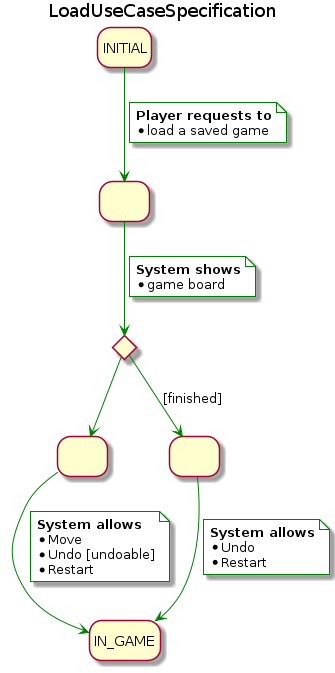 LoadUseCaseSpecification
INITIAL
Player requests to
• load a saved game
System shows
• game board
[finished]
System allows
• Move
• Undo [undoable]
• Restart
System allows
• Undo
• Restart
IN_GAME